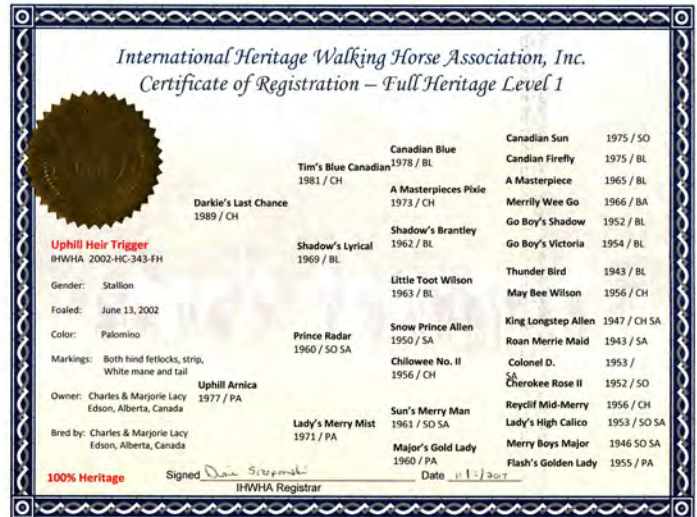 International Heritage Walking Horse Association, Inc.
Certificate of Registration – Full Heritage Level 1
Uphill Heir Trigger
IHWHA 2002-HC-343-FH
Gender: Stallion
Foaled: June 13, 2002
Color: Palomino
Markings: Both hind fetlocks, strip,
White mane and tail
Owner: Charles & Marjorie Lacy
Edson, Alberta, Canada
Bred by: Charles & Marjorie Lacy
Edson, Alberta, Canada
100% Heritage
Darkie's Last Chance
1989 / CH
Uphill Arnica
1977 / PA
Tim's Blue Canadian
1981 / CH
Shadow's Lyrical
1969 / BL
Prince Radar
1960 / SO SA
Lady's Merry Mist
1971 / PA
Canadian Blue
1978 / BL
A Masterpieces Pixie
1973 / CH
Shadow's Brantley
1962 / BL
Little Toot Wilson
1963 / BL
Snow Prince Allen
1950 / SA
Chilowee No. II
1956 / CH
Sun's Merry Man
1961 / SO SA
Major's Gold Lady
1960 / PA
Canadian Sun 1975 / SO
Candian Firefly 1975 / BL
A Masterpiece 1965 / BL
Merrily Wee Go 1966 / BA
Go Boy's Shadow 1952 / BL
Go Boy's Victoria 1954 / BL
Thunder Bird 1943 / BL
May Bee Wilson 1956 / CH
King Longstep Allen 1947 / CH SA
Roan Merrie Maid 1943 / SA
Colonel D. 1953 /
SA
Cherokee Rose II 1952 / SO
Reyclif Mid-Merry 1956 / CH
Lady's High Calico 1953 / SO SA
Merry Boys Major 1946 SO SA
Flash's Golden Lady 1955 / PA
Signed Date
IHWHA Registrar